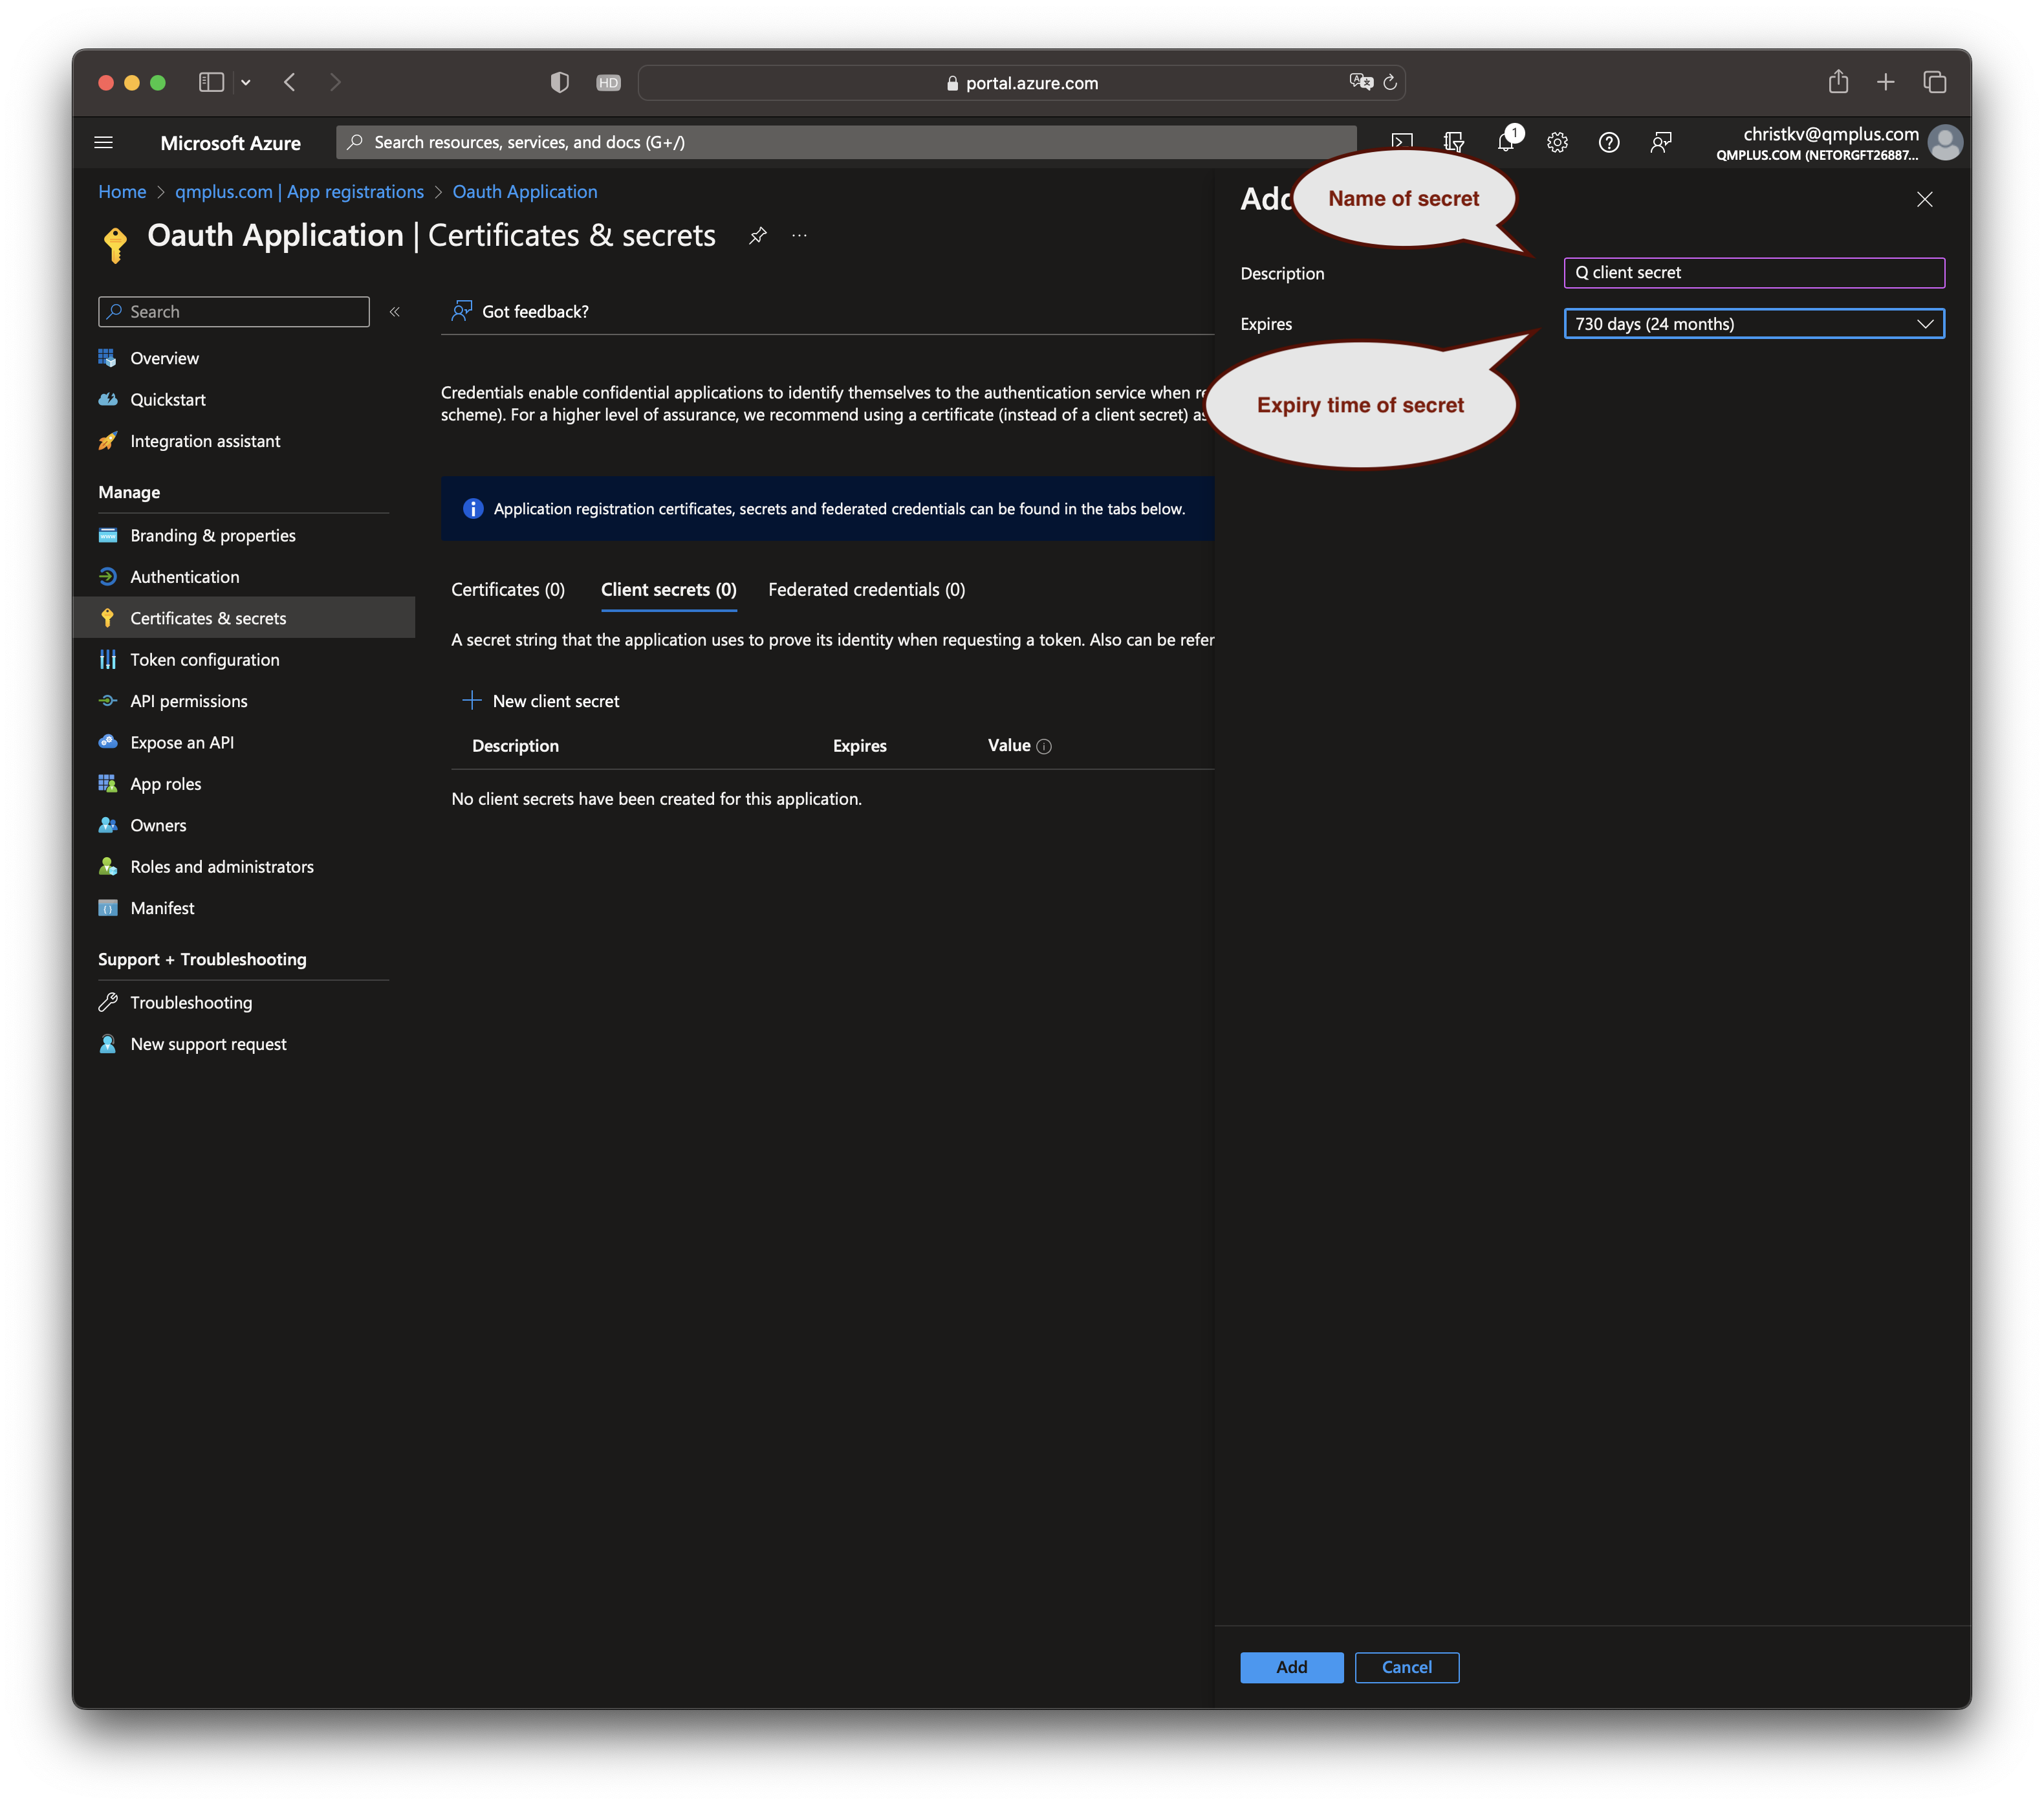 HD
portal.azure.com
Microsoft Azure
Search resources, services, and docs (G+/)
1
christkv@qmplus.com
QMPLUS.COM (NETORGFT26887...
Home > qmplus.com | App registrations > Oauth Application
Oauth Application | Certificates & secrets
...
Search
«
Overview
Quickstart
Integration assistant
Manage
Branding & properties
Authentication
Certificates & secrets
Token configuration
API permissions
Expose an API
App roles
Owners
Roles and administrators
Manifest
Support + Troubleshooting
Troubleshooting
New support request
Got feedback?
Credentials enable confidential applications to identify themselves to the authentication service when re
scheme). For a higher level of assurance, we recommend using a certificate (instead of a client secret) as
Application registration certificates, secrets and federated credentials can be found in the tabs below.
Certificates (0) Client secrets (0) Federated credentials (0)
A secret string that the application uses to prove its identity when requesting a token. Also can be refer
New client secret
Description Expires Value
No client secrets have been created for this application.
Add
Name of secret
Description Q client secret
Expires 730 days (24 months)
Expiry time of secret
Add Cancel